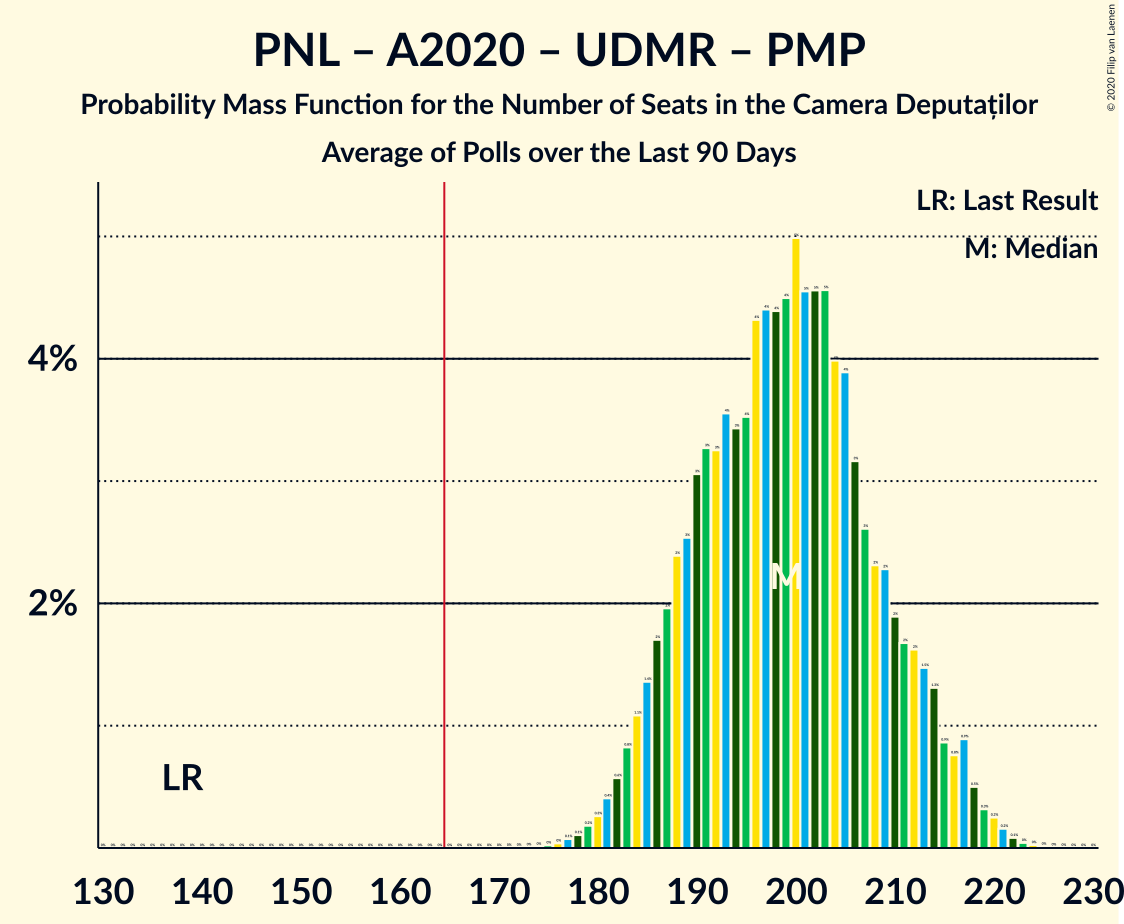 PNL – A2020 – UDMR – PMP
Probability Mass Function for the Number of Seats in the Camera Deputaților
Average of Polls over the Last 90 Days
© 2020 Filip van Laenen
LR: Last Result
M: Median
4%
2%
M
LR
130 140 150 160 170 180 190 200 210 220 230